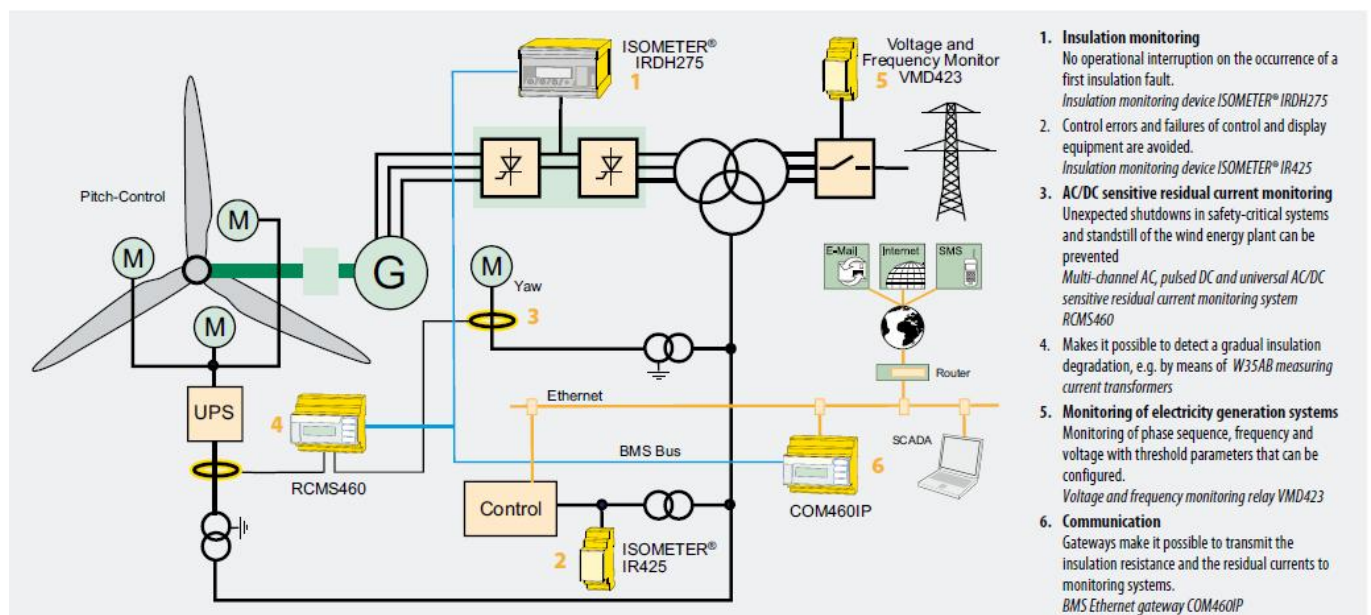 ISOMETER®
IRDH275
1
Voltage and
Frequency Monitor
VMD423
5
Pitch-Control
M
M
M
G
M
Yaw
3
E-Mail
Internet
SMS
Router
Ethernet
UPS
4
RCMS460
BMS Bus
SCADA
6
COM460IP
Control
2
ISOMETER®
IR425
1. Insulation monitoring
No operational interruption on the occurrence of a
first insulation fault.
Insulation monitoring device ISOMETER® IRDH275
2. Control errors and failures of control and display
equipment are avoided.
Insulation monitoring device ISOMETER® IR425
3. AC/DC sensitive residual current monitoring
Unexpected shutdowns in safety-critical systems
and standstill of the wind energy plant can be
prevented
Multi-channel AC, pulsed DC and universal AC/DC
sensitive residual current monitoring system
RCMS460
4. Makes it possible to detect a gradual insulation
degradation, e.g. by means of W35AB measuring
current transformers
5. Monitoring of electricity generation systems
Monitoring of phase sequence, frequency and
voltage with threshold parameters that can be
configured.
Voltage and frequency monitoring relay VMD423
6. Communication
Gateways make it possible to transmit the
insulation resistance and the residual currents to
monitoring systems.
BMS Ethernet gateway COM460IP